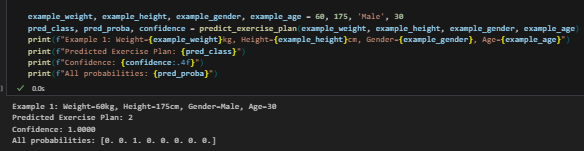 example_weight, example_height, example_gender, example_age = 60, 175, 'Male', 30
pred_class, pred_proba, confidence = predict_exercise_plan(example_weight, example_height, example_gender, example_age)
print(f"Example 1: Weight={example_weight}kg, Height={example_height}cm, Gender={example_gender}, Age={example_age}")
print(f"Predicted Exercise Plan: {pred_class}")
print(f"Confidence: {confidence:.4f}")
print(f"All probabilities: {pred_proba}")
0.0s
Example 1: Weight=60kg, Height=175cm, Gender=Male, Age=30
Predicted Exercise Plan: 2
Confidence: 1.0000
All probabilities: [0. 0. 1. 0. 0. 0. 0.]